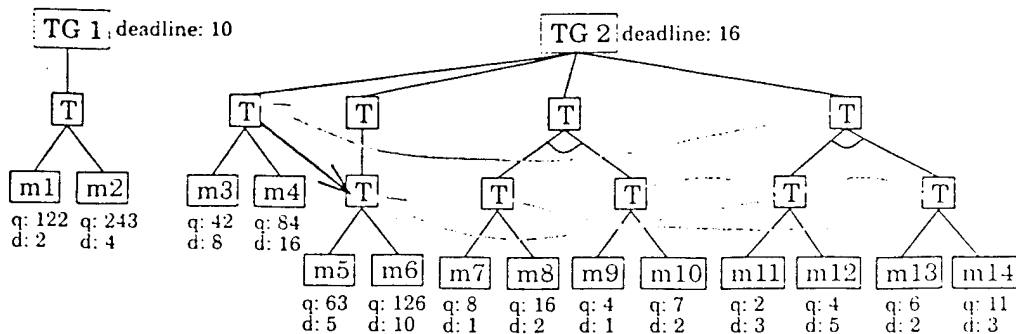 TG 1 deadline: 10 TG 2 deadline: 16
T T T T T
m1 m2 m3 m4 T T T T T
q: 122 q: 243 q: 42 q: 84
d: 2 d: 4 d: 8 d: 16
m5 m6 m7 m8 m9 m10 m11 m12 m13 m14
q: 63 q: 126 q: 8 q: 16 q: 4 q: 7 q: 2 q: 4 q: 6 q: 11
d: 5 d: 10 d: 1 d: 2 d: 1 d: 2 d: 3 d: 5 d: 2 d: 3